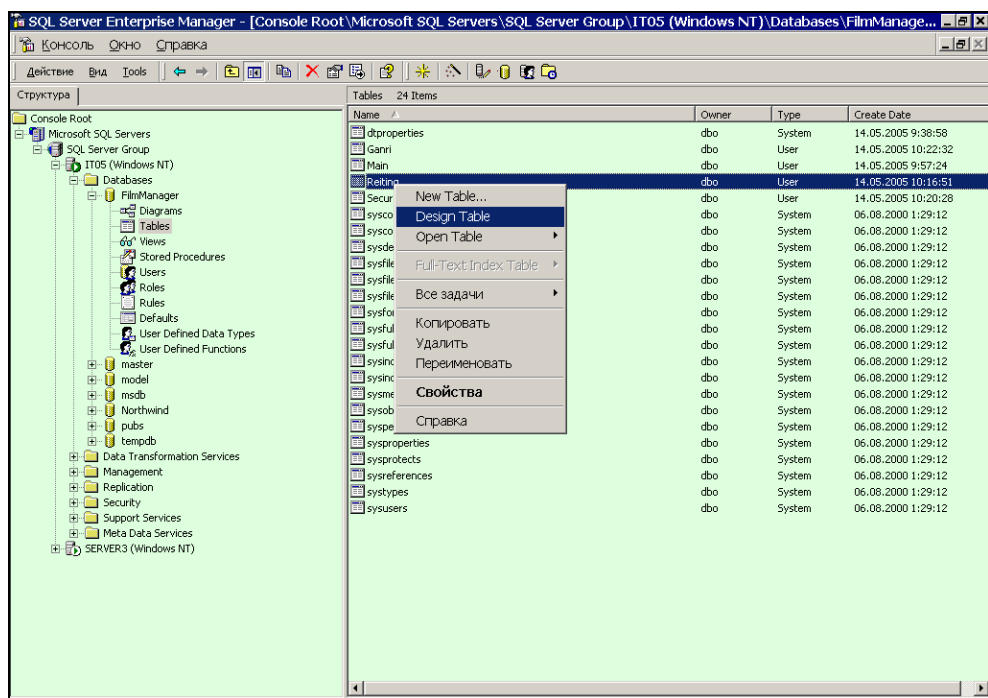 SQL Server Enterprise Manager - [Console Root\Microsoft SQL Servers\SQL Server Group\IT05 (Windows NT)\Databases\FilmManage...
Консоль Окно Справка
Действие Вид Tools
Структура
Tables 24 Items
Console Root
Microsoft SQL Servers
SQL Server Group
IT05 (Windows NT)
Databases
FilmManager
Diagrams
Tables
Views
Stored Procedures
Users
Roles
Rules
Defaults
User Defined Data Types
User Defined Functions
master
model
msdb
Northwind
pubs
tempdb
Data Transformation Services
Management
Replication
Security
Support Services
Meta Data Services
SERVER3 (Windows NT)
Name Owner Type Create Date
dtproperties dbo System 14.05.2005 9:38:58
Ganri dbo User 14.05.2005 10:22:32
Main dbo User 14.05.2005 9:57:24
Reiting dbo User 14.05.2005 10:16:51
Secur dbo User 14.05.2005 10:20:28
sysco dbo System 06.08.2000 1:29:12
sysco dbo System 06.08.2000 1:29:12
sysde dbo System 06.08.2000 1:29:12
sysfile dbo System 06.08.2000 1:29:12
sysfile dbo System 06.08.2000 1:29:12
sysfile dbo System 06.08.2000 1:29:12
sysfor dbo System 06.08.2000 1:29:12
sysful dbo System 06.08.2000 1:29:12
sysful dbo System 06.08.2000 1:29:12
sysind dbo System 06.08.2000 1:29:12
sysind dbo System 06.08.2000 1:29:12
sysme dbo System 06.08.2000 1:29:12
sysob dbo System 06.08.2000 1:29:12
syspe dbo System 06.08.2000 1:29:12
sysproperties dbo System 06.08.2000 1:29:12
sysprotects dbo System 06.08.2000 1:29:12
sysreferences dbo System 06.08.2000 1:29:12
systypes dbo System 06.08.2000 1:29:12
sysusers dbo System 06.08.2000 1:29:12
New Table...
Design Table
Open Table
Full-Text Index Table
Все задачи
Копировать
Удалить
Переименовать
Свойства
Справка